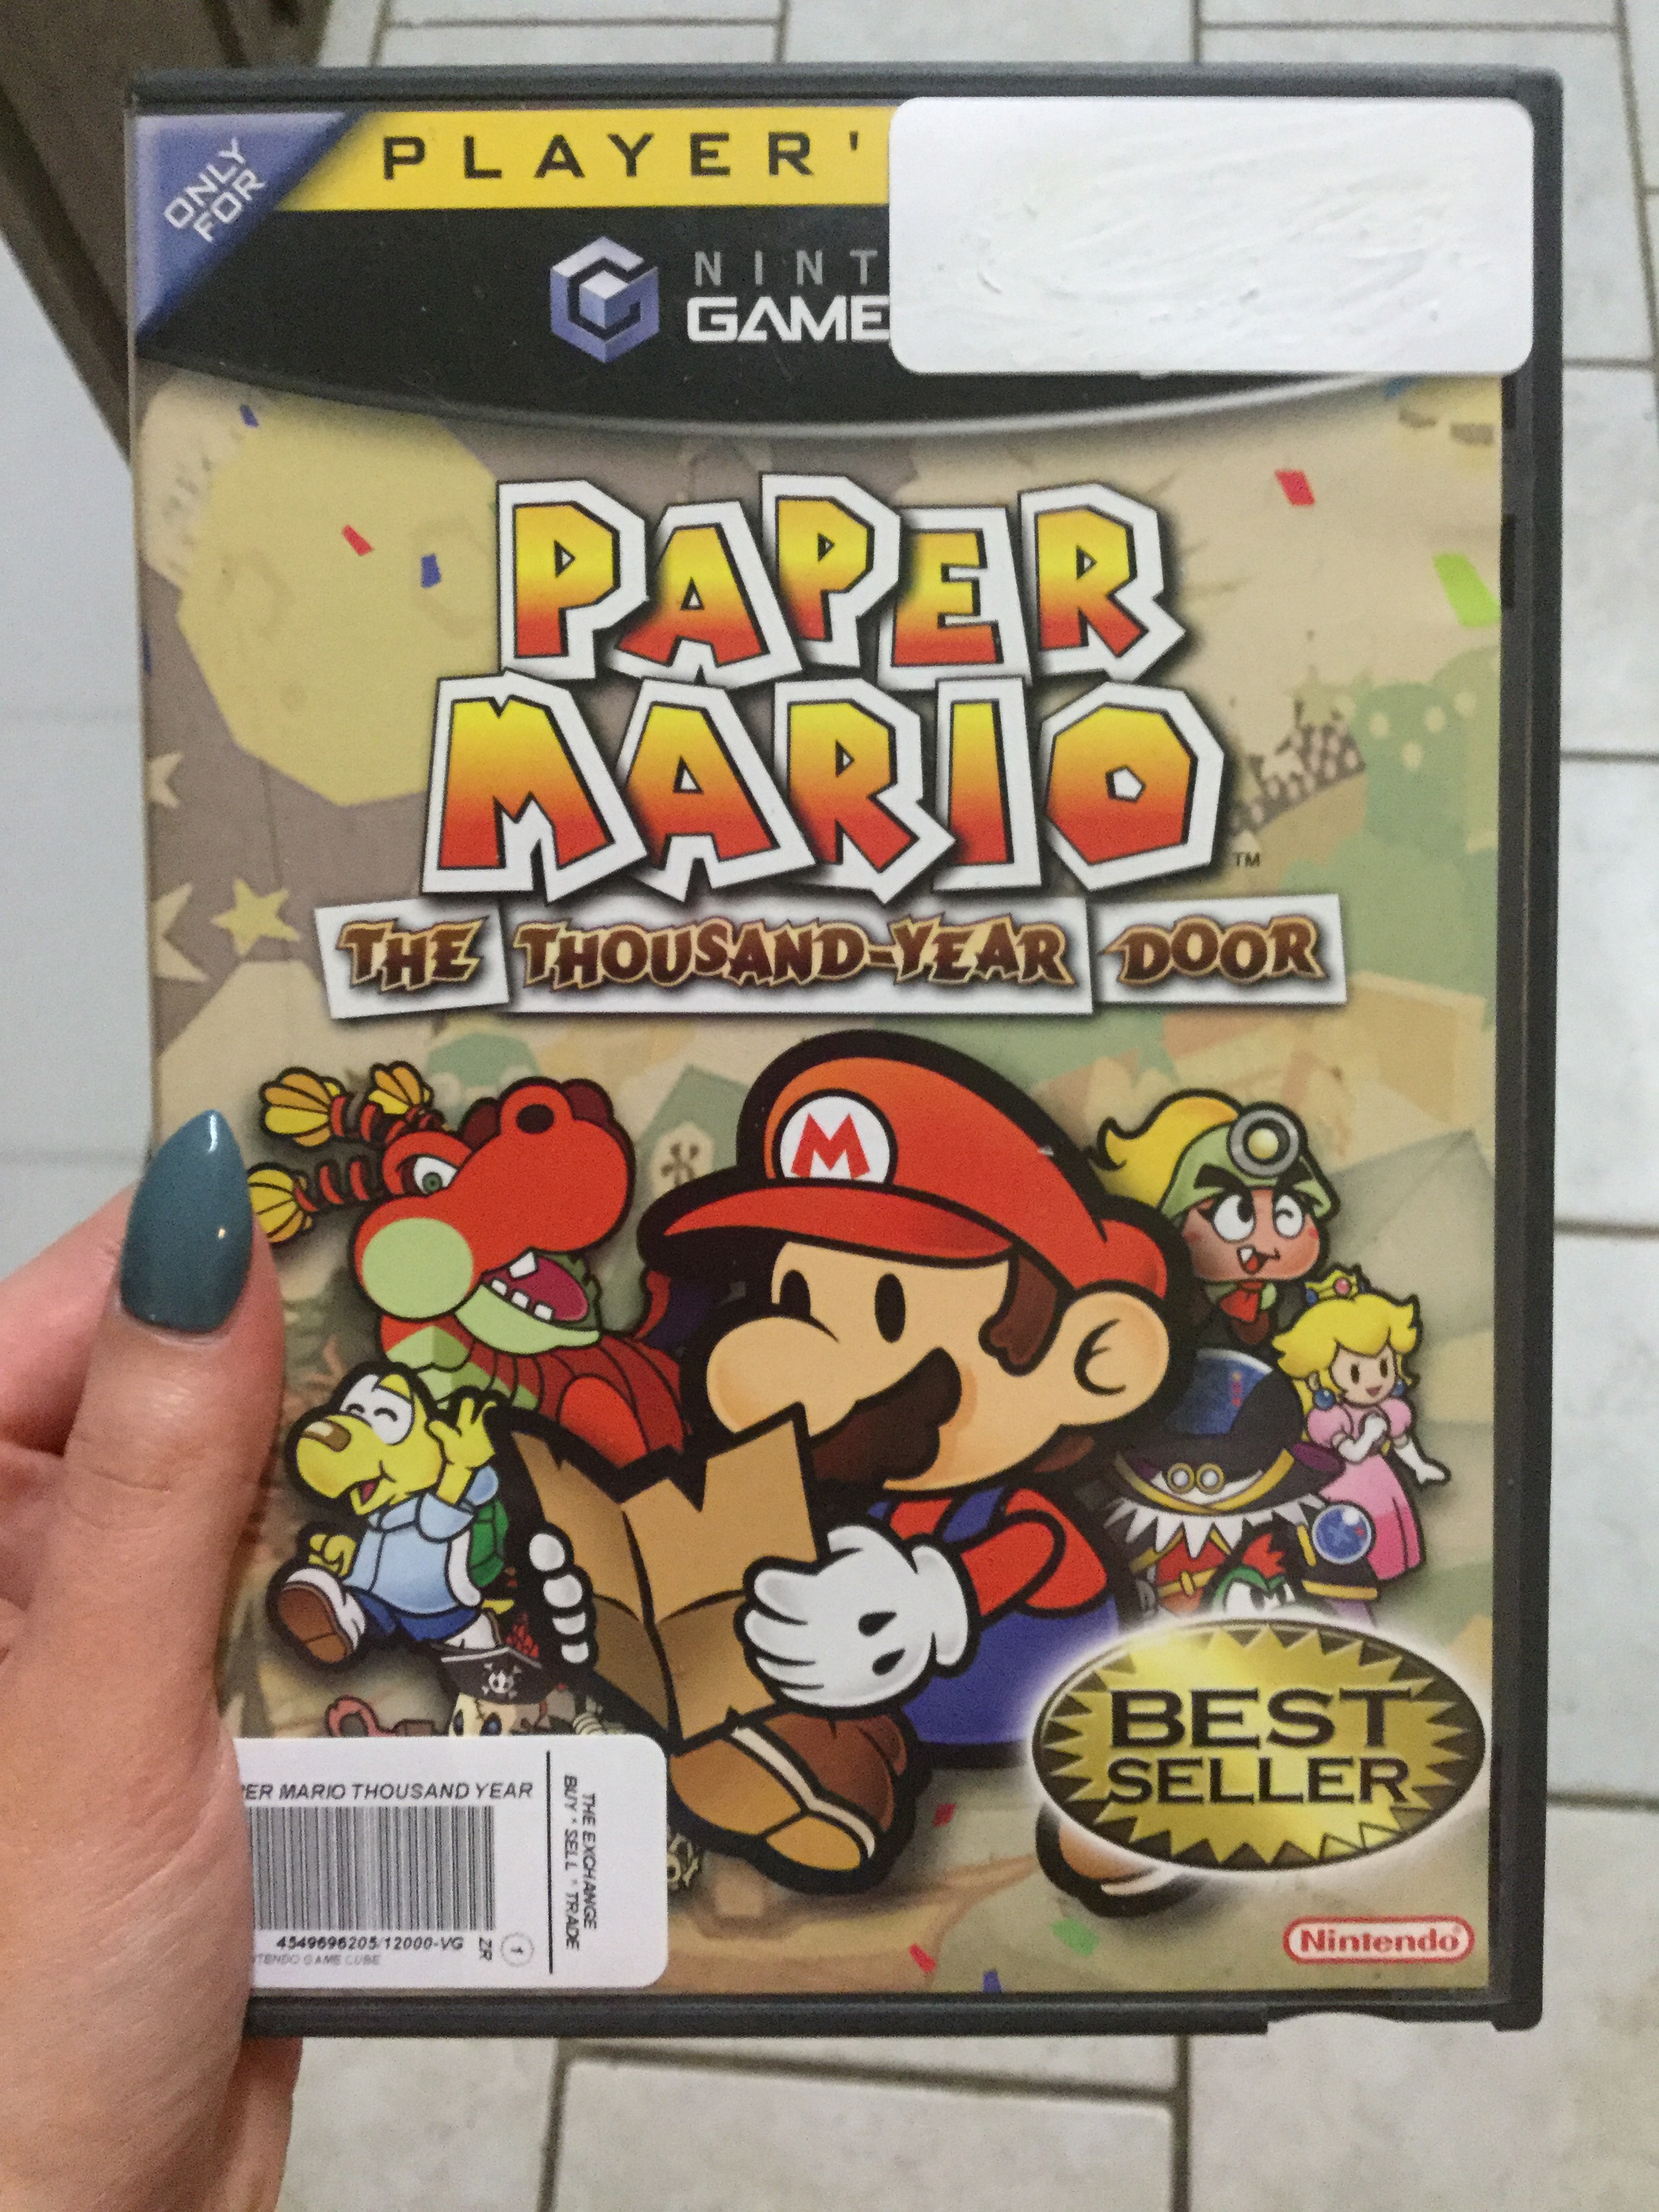 ONLY
FOR
PLAYER'
NINT
GAME
PAPER
MARIO
™
THE THOUSAND-YEAR DOOR
M
BEST
SELLER
PER MARIO THOUSAND YEAR
THE EXCHANGE
BUY * SELL * TRADE
4549696205/12000-VG
ZR
1
NTENDO GAME CUBE
Nintendo